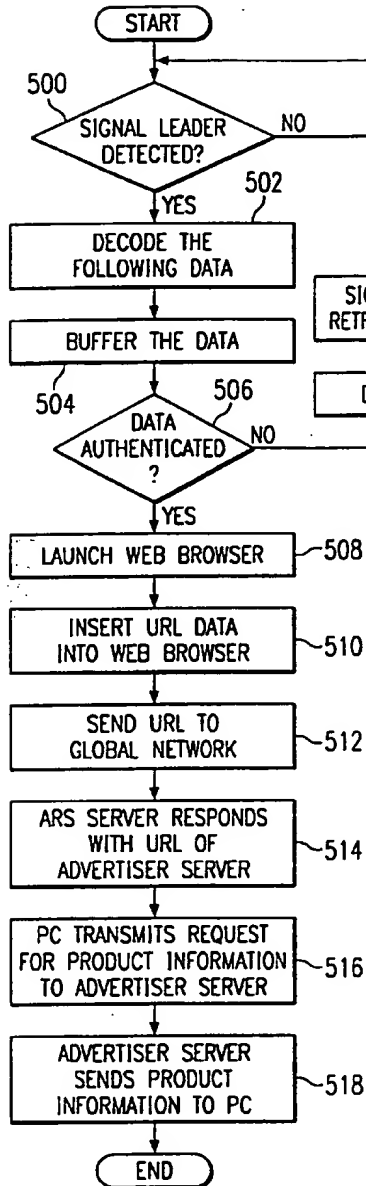 START
500
SIGNAL LEADER
DETECTED?
NO
YES
502
DECODE THE
FOLLOWING DATA
BUFFER THE DATA
504
506
DATA
AUTHENTICATED
?
NO
YES
LAUNCH WEB BROWSER
508
INSERT URL DATA
INTO WEB BROWSER
510
SEND URL TO
GLOBAL NETWORK
512
ARS SERVER RESPONDS
WITH URL OF
ADVERTISER SERVER
514
PC TRANSMITS REQUEST
FOR PRODUCT INFORMATION
TO ADVERTISER SERVER
516
ADVERTISER SERVER
SENDS PRODUCT
INFORMATION TO PC
518
END